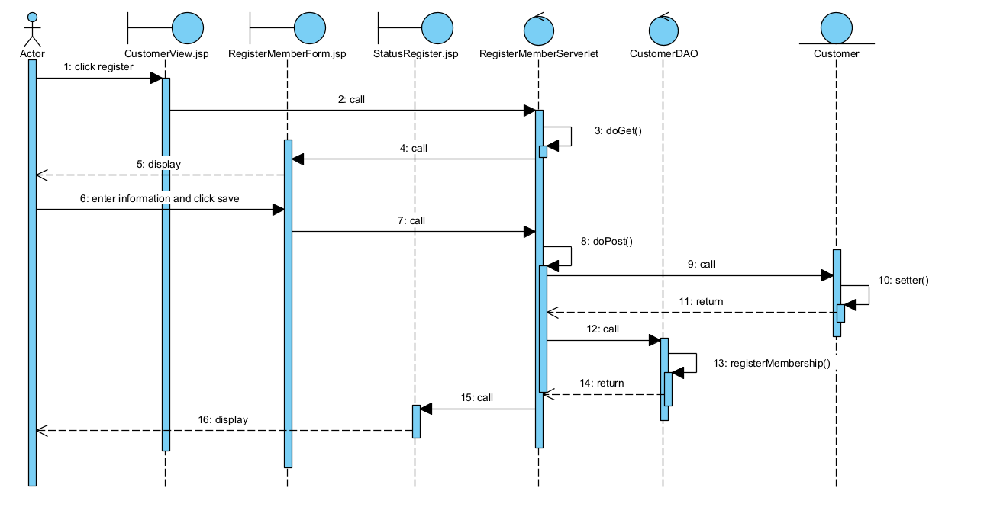 Actor
CustomerView.jsp
RegisterMemberForm.jsp
StatusRegister.jsp
RegisterMemberServerlet
CustomerDAO
Customer
1: click register
2: call
3: doGet()
4: call
5: display
6: enter information and click save
7: call
8: doPost()
9: call
10: setter()
11: return
12: call
13: registerMembership()
14: return
15: call
16: display